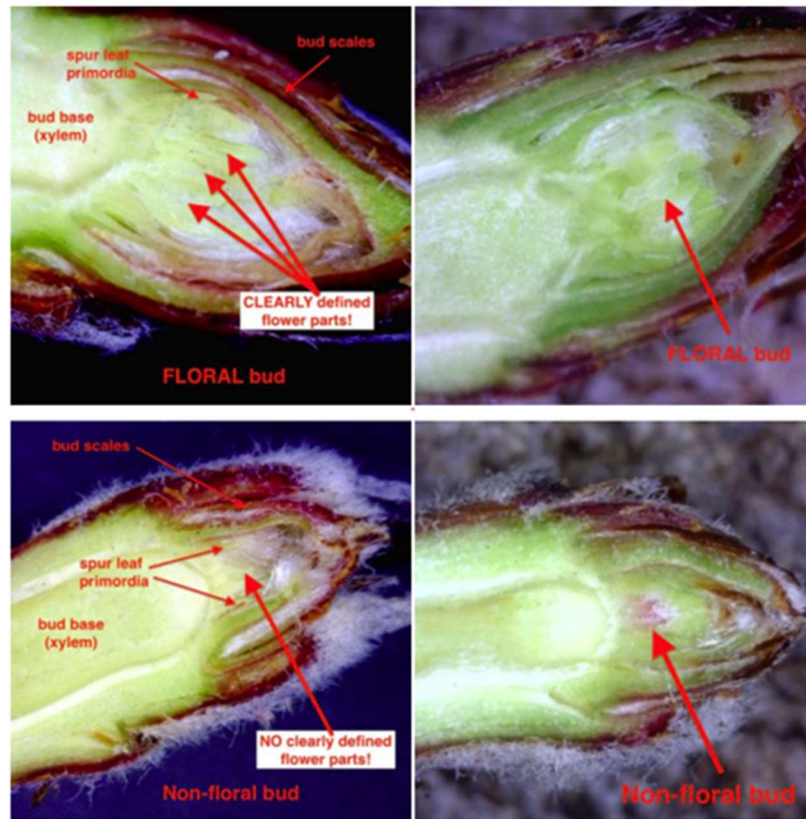 bud scales
spur leaf
primordia
bud base
(xylem)
CLEARLY defined
flower parts!
FLORAL bud
FLORAL bud
bud scales
spur leaf
primordia
bud base
(xylem)
NO clearly defined
flower parts!
Non-floral bud
Non-floral bud